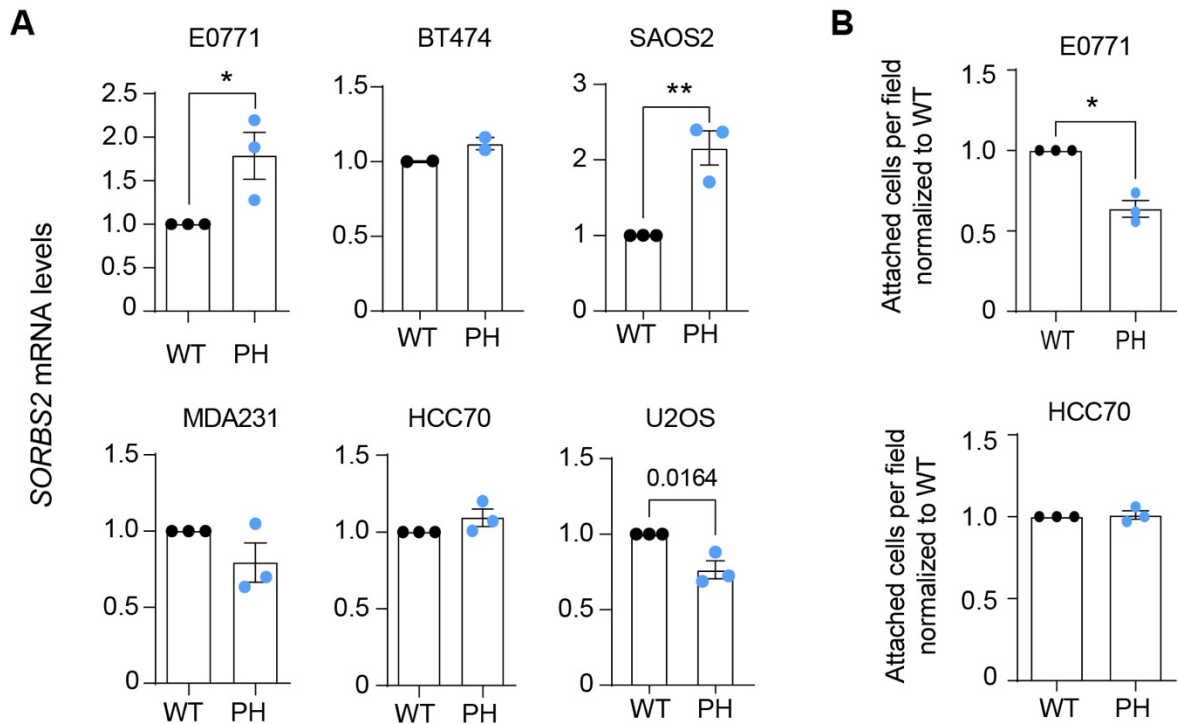 A
B
E0771
BT474
SAOS2
E0771
SORBS2 mRNA levels
2.5
2.0
1.5
1.0
0.5
0
*
WT PH
1.5
1.0
0.5
0
WT PH
3
2
1
0
**
WT PH
Attached cells per field
normalized to WT
1.5
1.0
0.5
0
*
WT PH
MDA231
HCC70
U2OS
HCC70
1.5
1.0
0.5
0
WT PH
1.5
1.0
0.5
0
WT PH
1.5
1.0
0.5
0
0.0164
WT PH
Attached cells per field
normalized to WT
1.5
1.0
0.5
0
WT PH